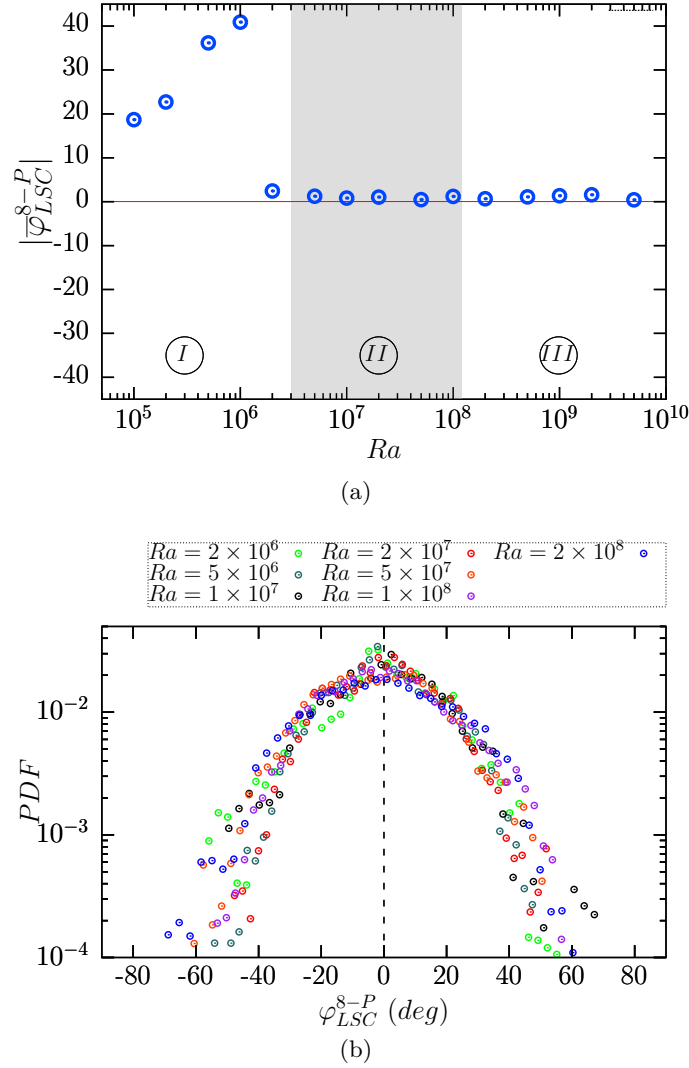 40
30
20
10
0
-10
-20
-30
-40
|φ̅_{LSC}^{8−P}|
I II III
10^5 10^6 10^7 10^8 10^9 10^10
Ra
(a)
Ra = 2 × 10^6 Ra = 2 × 10^7 Ra = 2 × 10^8
Ra = 5 × 10^6 Ra = 5 × 10^7
Ra = 1 × 10^7 Ra = 1 × 10^8
10^−2
10^−3
10^−4
PDF
-80 -60 -40 -20 0 20 40 60 80
φ_{LSC}^{8−P} (deg)
(b)